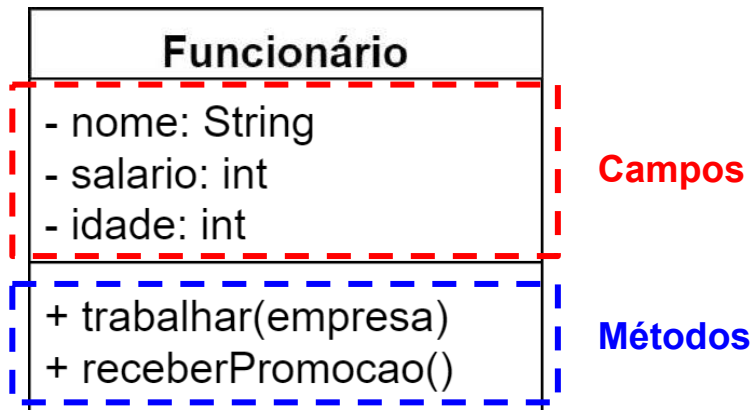 Funcionário
- nome: String
- salario: int
- idade: int
Campos
+ trabalhar(empresa)
+ receberPromocao()
Métodos